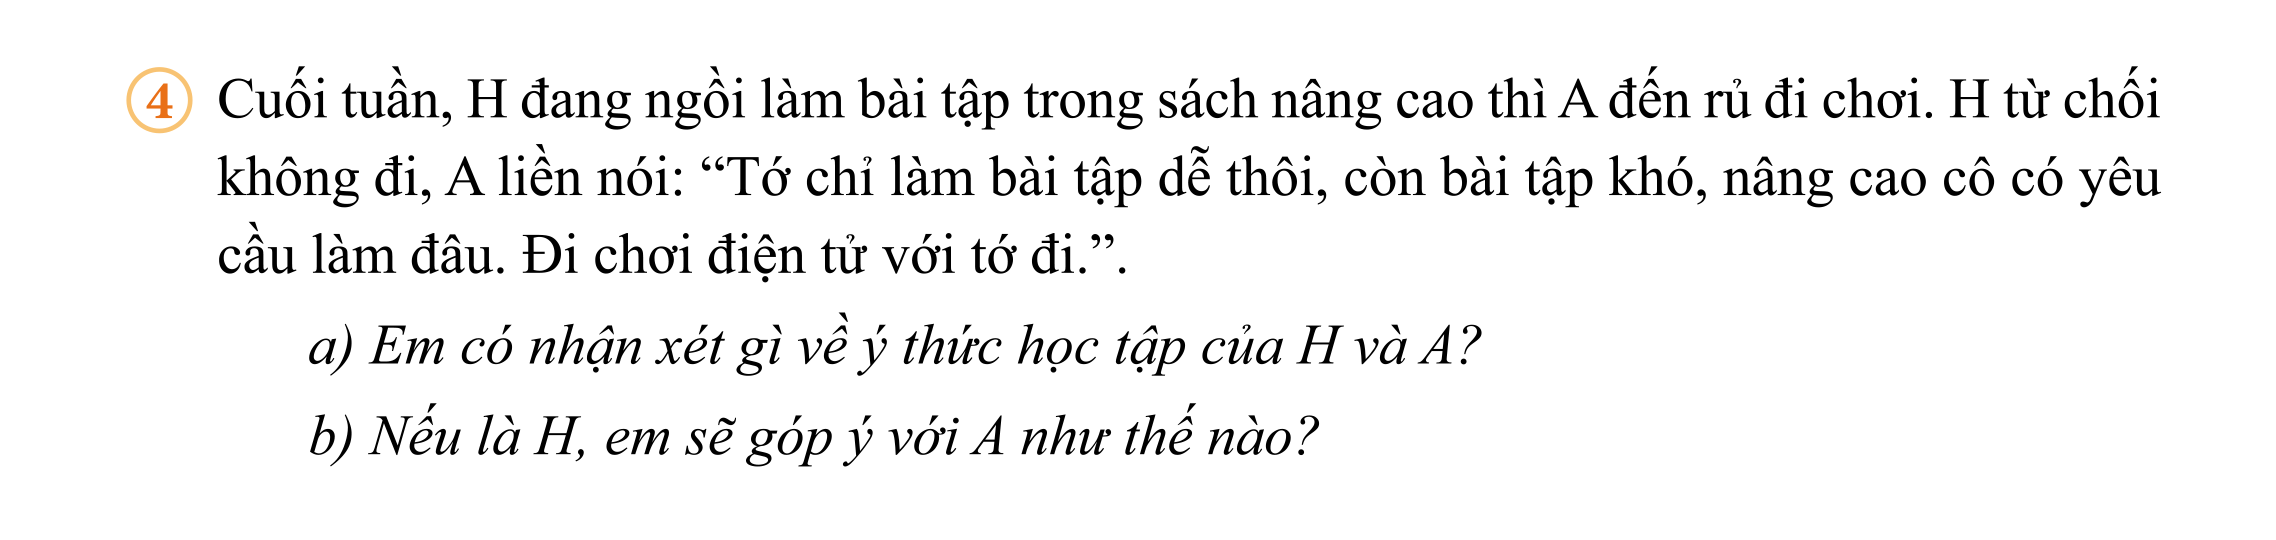 4 Cuối tuần, H đang ngồi làm bài tập trong sách nâng cao thì A đến rủ đi chơi. H từ chối
không đi, A liền nói: “Tớ chỉ làm bài tập dễ thôi, còn bài tập khó, nâng cao cô có yêu
cầu làm đâu. Đi chơi điện tử với tớ đi.”.
a) Em có nhận xét gì về ý thức học tập của H và A?
b) Nếu là H, em sẽ góp ý với A như thế nào?